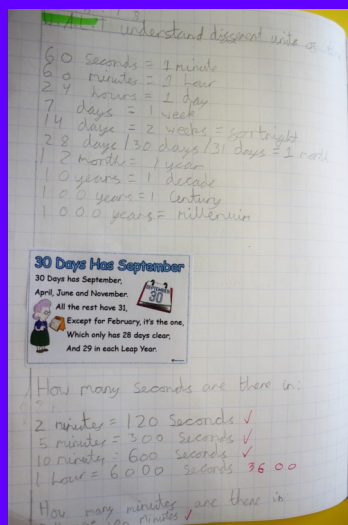 understand different units of
60 seconds = 1 minute
60 minutes = 1 hour
24 hours = 1 day
7 days = 1 week
14 days = 2 weeks = gortnight
28 days / 30 days / 31 days = 1 month
12 months = 1 year
10 years = 1 decade
100 years = 1 century
1000 years = millenuim
30 Days Has September
30 Days has September,
April, June and November.
All the rest have 31,
Except for February, it's the one,
Which only has 28 days clear,
And 29 in each Leap Year.
SEPTEMBER
30
How many seconds are there in:
2 minutes = 120 seconds ✓
5 minutes = 300 seconds ✓
10 minutes = 600 seconds ✓
1 hour = 6000 seconds 3600
How many minutes are there in
minutes ✓